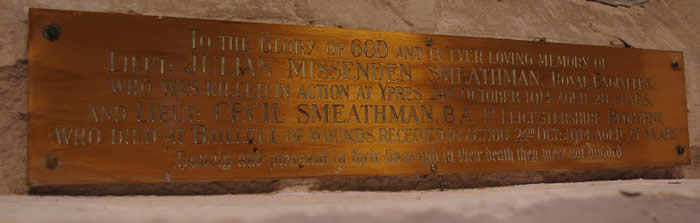 TO THE GLORY OF GOD AND IN EVER LOVING MEMORY OF
LIEUT: JULIAN MISSENDEN SMEATHMAN. ROYAL ENGINEERS,
WHO WAS KILLED IN ACTION AT YPRES OCTOBER 1914. AGED YEARS.
AND LIEUT: CECIL SMEATHMAN. B.A. LEICESTERSHIRE REGIMENT
WHO DIED AT BAILLEUL OF WOUNDS RECEIVED IN ACTION 24TH OCT: 1914, AGED YEARS.
Lovely and pleasant in their lives and in their death they were not divided